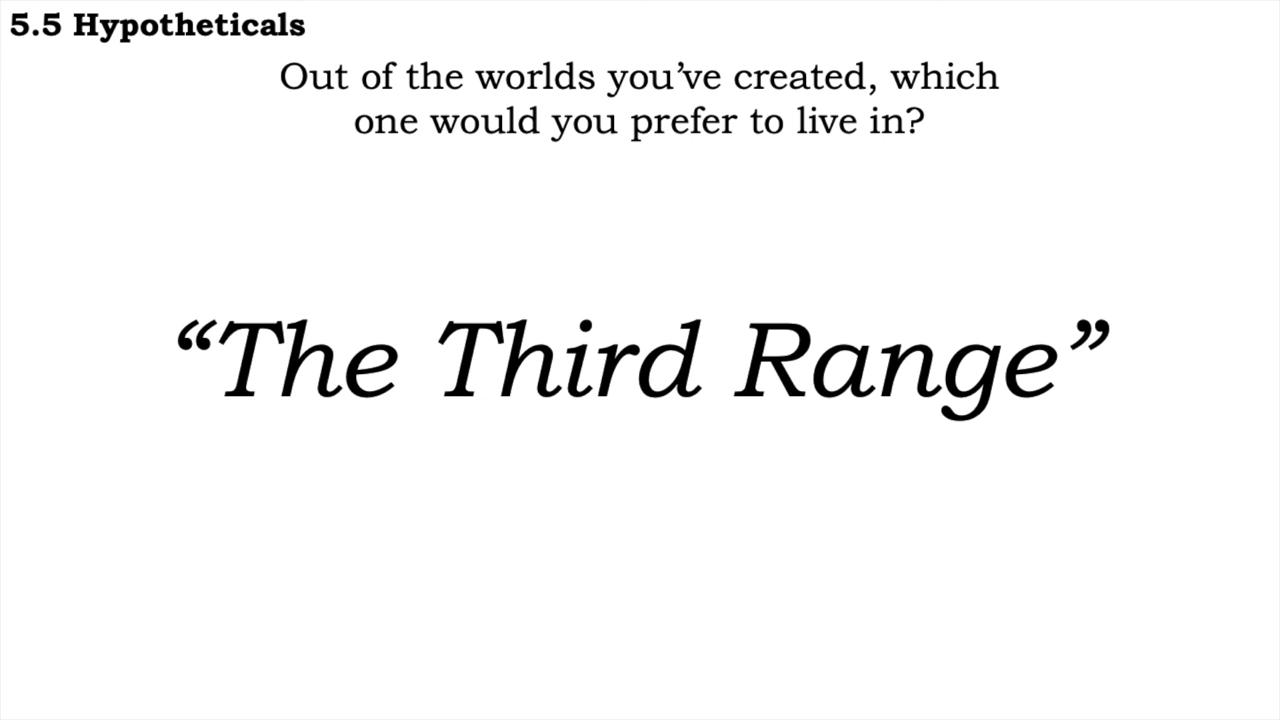 5.5 Hypotheticals
Out of the worlds you’ve created, which
one would you prefer to live in?
“The Third Range”